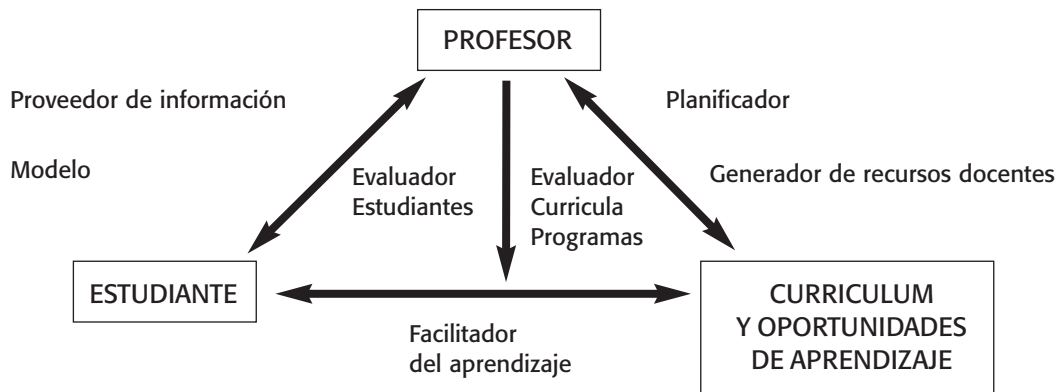 PROFESOR
Proveedor de información
Planificador
Modelo
Evaluador
Estudiantes
Evaluador
Curricula
Programas
Generador de recursos docentes
ESTUDIANTE
CURRICULUM
Y OPORTUNIDADES
DE APRENDIZAJE
Facilitador
del aprendizaje